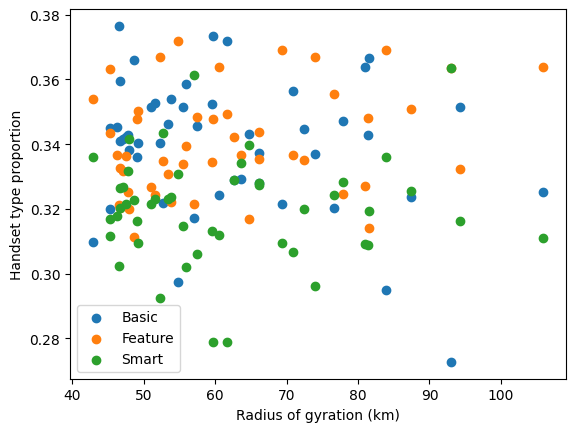 0.38
0.36
0.34
0.32
0.30
0.28
Handset type proportion
Basic
Feature
Smart
40 50 60 70 80 90 100
Radius of gyration (km)